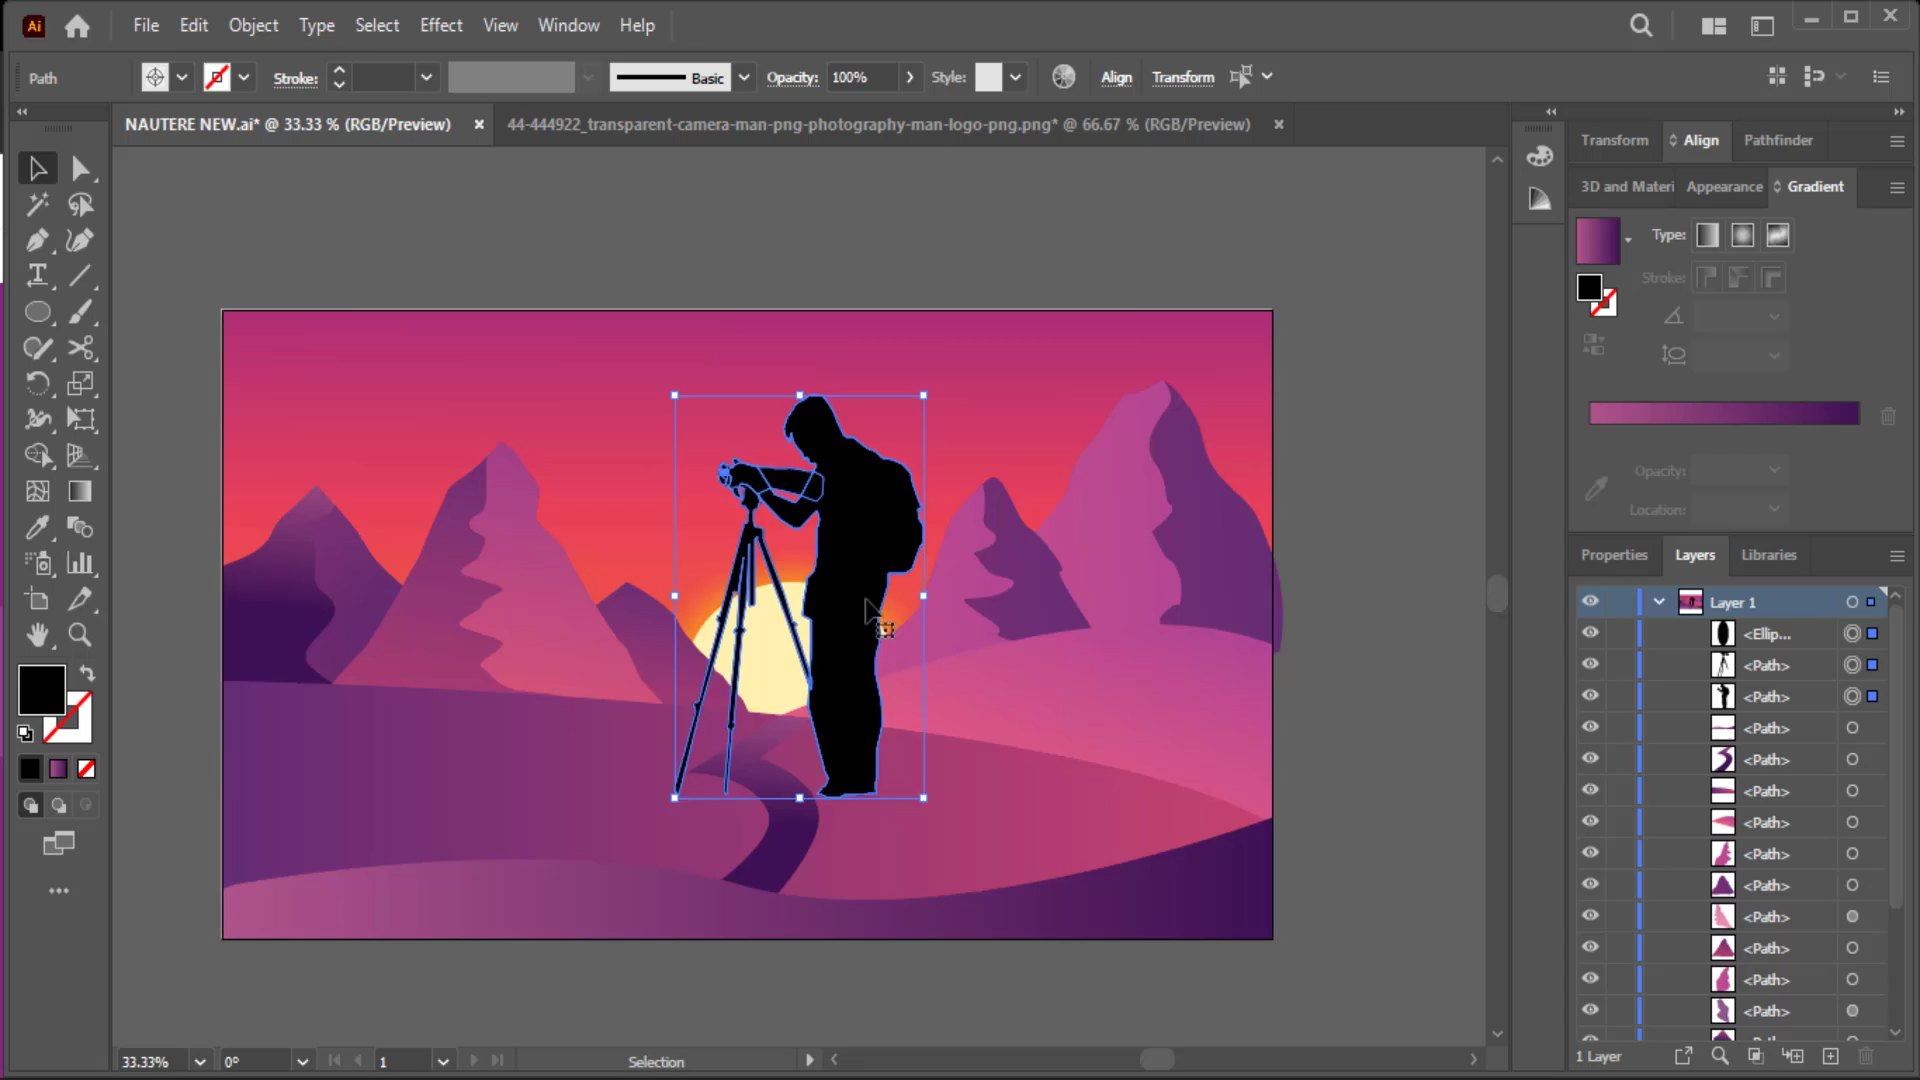 Ai File Edit Object Type Select Effect View Window Help
Path Stroke: Basic Opacity: 100% Style: Align Transform
NAUTERE NEW.ai* @ 33.33 % (RGB/Preview) × 44-444922_transparent-camera-man-png-photography-man-logo-png.png* @ 66.67 % (RGB/Preview) ×
Transform Align Pathfinder
3D and Materi Appearance Gradient
Type:
Stroke:
Opacity:
Location:
Properties Layers Libraries
Layer 1
<Ellip...
<Path>
<Path>
<Path>
<Path>
<Path>
<Path>
<Path>
<Path>
<Path>
<Path>
<Path>
<Path>
33.33% 0° 1 Selection
1 Layer